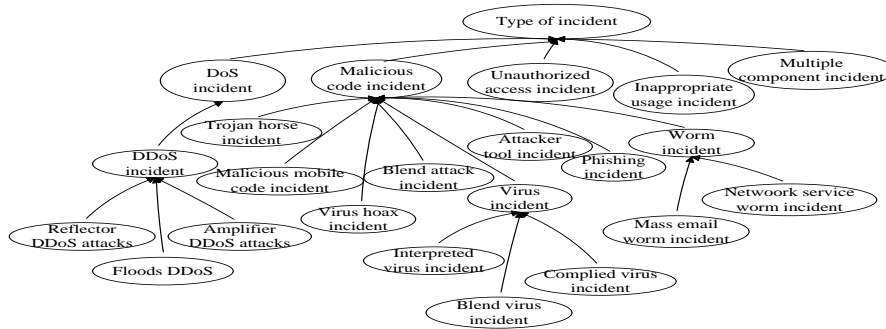 Type of incident
DoS
incident
Malicious
code incident
Unauthorized
access incident
Inappropriate
usage incident
Multiple
component incident
Trojan horse
incident
Attacker
tool incident
Worm
incident
DDoS
incident
Malicious mobile
code incident
Blend attack
incident
Phishing
incident
Virus hoax
incident
Virus
incident
Netwoork service
worm incident
Reflector
DDoS attacks
Amplifier
DDoS attacks
Mass email
worm incident
Floods DDoS
Interpreted
virus incident
Complied virus
incident
Blend virus
incident